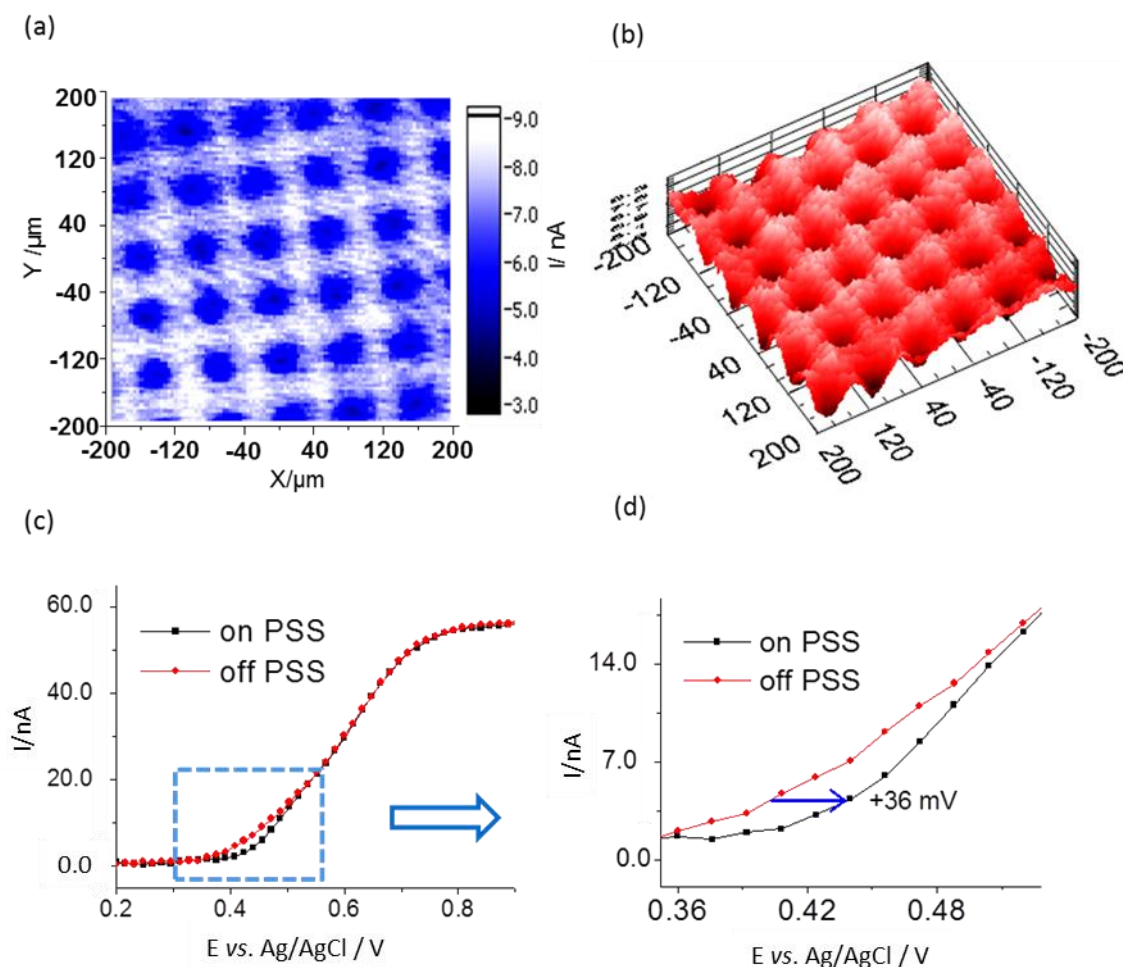 (a)
200
120
40
-40
-120
-200
Y /µm
-200 -120 -40 40 120 200
X/µm
9.0
8.0
7.0
6.0
5.0
4.0
3.0
I/ nA
(b)
-200
-120
-40
40
120
200
200
120
40
-40
-120
-200
(c)
60.0
40.0
20.0
0.0
I/nA
on PSS
off PSS
0.2 0.4 0.6 0.8
E vs. Ag/AgCl / V
(d)
14.0
7.0
0.0
I/nA
on PSS
off PSS
+36 mV
0.36 0.42 0.48
E vs. Ag/AgCl / V